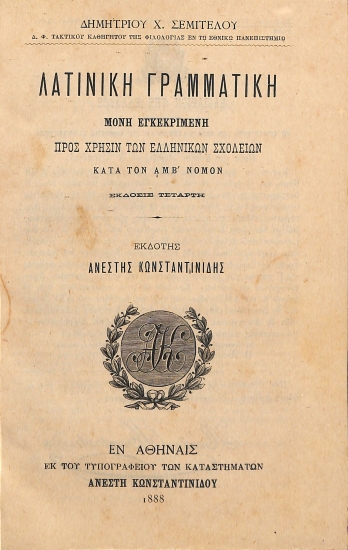 ΔΗΜΗΤΡΙΟΥ Χ. ΣΕΜΙΤΕΛΟΥ
Δ. Φ. ΤΑΚΤΙΚΟΥ ΚΑΘΗΓΗΤΟΥ ΤΗΣ ΦΙΛΟΛΟΓΙΑΣ ΕΝ ΤΩ ΕΘΝΙΚΩ ΠΑΝΕΠΙΣΤΗΜΙΩ
ΛΑΤΙΝΙΚΗ ΓΡΑΜΜΑΤΙΚΗ
ΜΟΝΗ ΕΓΚΕΚΡΙΜΕΝΗ
ΠΡΟΣ ΧΡΗΣΙΝ ΤΩΝ ΕΛΛΗΝΙΚΩΝ ΣΧΟΛΕΙΩΝ
ΚΑΤΑ ΤΟΝ ΑΜΒ΄ ΝΟΜΟΝ
ΕΚΔΟΣΙΣ ΤΕΤΑΡΤΗ
ΕΚΔΟΤΗΣ
ΑΝΕΣΤΗΣ ΚΩΝΣΤΑΝΤΙΝΙΔΗΣ
ΑΚ
ΕΝ ΑΘΗΝΑΙΣ
ΕΚ ΤΟΥ ΤΥΠΟΓΡΑΦΕΙΟΥ ΤΩΝ ΚΑΤΑΣΤΗΜΑΤΩΝ
ΑΝΕΣΤΗ ΚΩΝΣΤΑΝΤΙΝΙΔΟΥ
1888